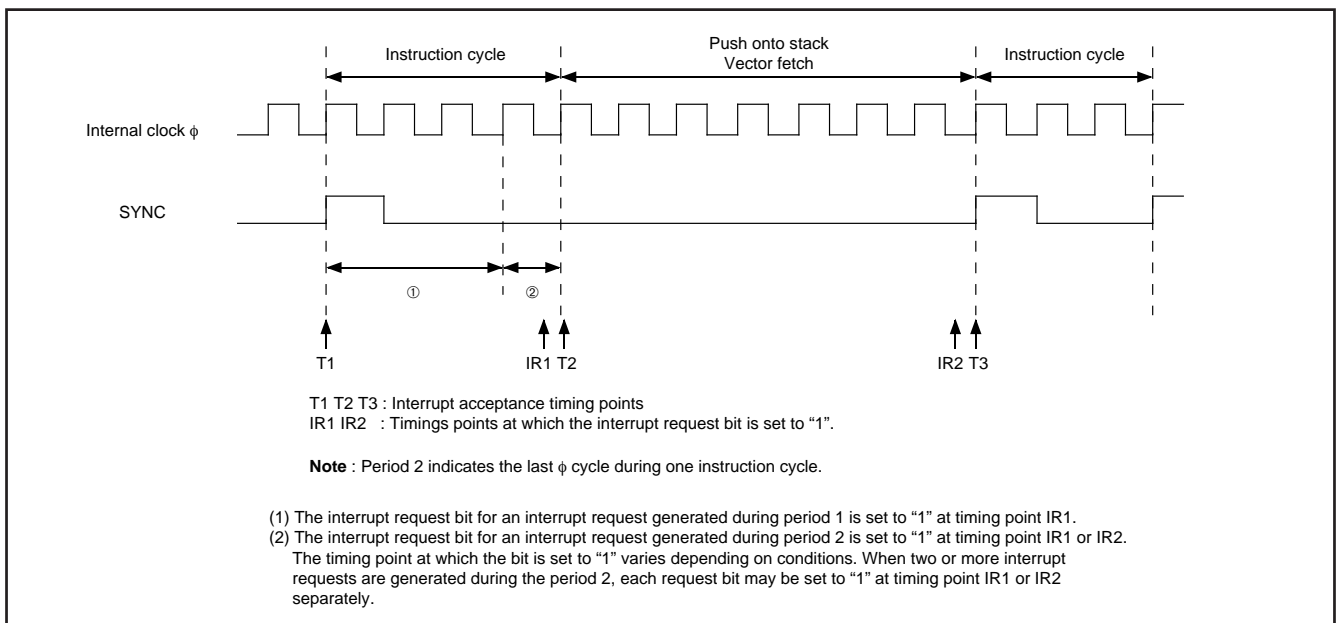 Instruction cycle
Push onto stack
Vector fetch
Instruction cycle
Internal clock ϕ
SYNC
① ②
T1 IR1 T2 IR2 T3
T1 T2 T3 : Interrupt acceptance timing points
IR1 IR2 : Timings points at which the interrupt request bit is set to “1”.
Note : Period 2 indicates the last ϕ cycle during one instruction cycle.
(1) The interrupt request bit for an interrupt request generated during period 1 is set to “1” at timing point IR1.
(2) The interrupt request bit for an interrupt request generated during period 2 is set to “1” at timing point IR1 or IR2.
The timing point at which the bit is set to “1” varies depending on conditions. When two or more interrupt
requests are generated during the period 2, each request bit may be set to “1” at timing point IR1 or IR2
separately.